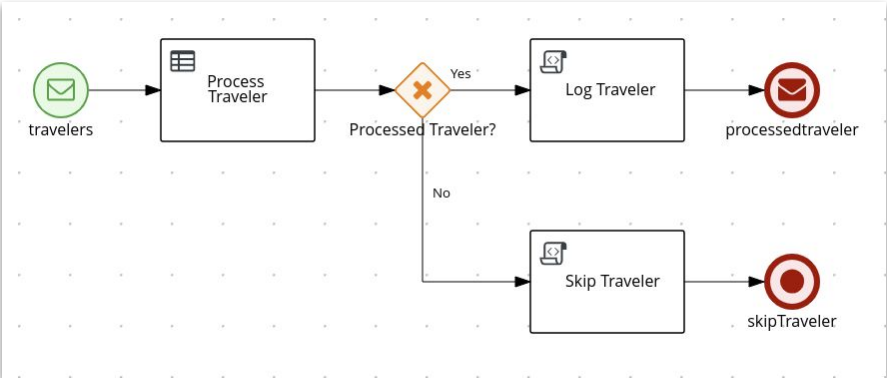 travelers
Process
Traveler
Processed Traveler?
Yes
No
Log Traveler
processedtraveler
Skip Traveler
skipTraveler